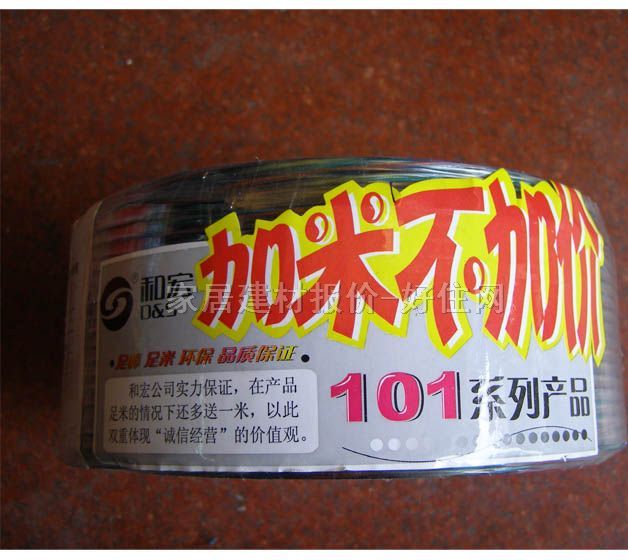 加米不加价
®
和宏
D&S
家居建材报价-好住网
·足棒 足米 环保 品质保证·
和宏公司实力保证,在产品
足米的情况下还多送一米,以此
双重体现“诚信经营”的价值观。
101系列产品